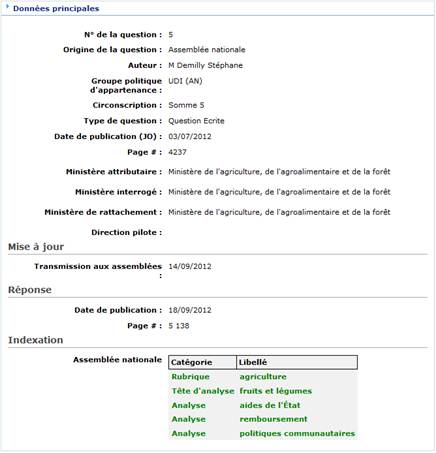 Données principales
N° de la question : 5
Origine de la question : Assemblée nationale
Auteur : M Demilly Stéphane
Groupe politique d'appartenance : UDI (AN)
Circonscription : Somme 5
Type de question : Question Ecrite
Date de publication (JO) : 03/07/2012
Page # : 4237
Ministère attributaire : Ministère de l'agriculture, de l'agroalimentaire et de la forêt
Ministère interrogé : Ministère de l'agriculture, de l'agroalimentaire et de la forêt
Ministère de rattachement : Ministère de l'agriculture, de l'agroalimentaire et de la forêt
Direction pilote :
Mise à jour
Transmission aux assemblées : 14/09/2012
Réponse
Date de publication : 18/09/2012
Page # : 5 138
Indexation
Assemblée nationale Catégorie Libellé
Rubrique agriculture
Tête d'analyse fruits et légumes
Analyse aides de l'État
Analyse remboursement
Analyse politiques communautaires